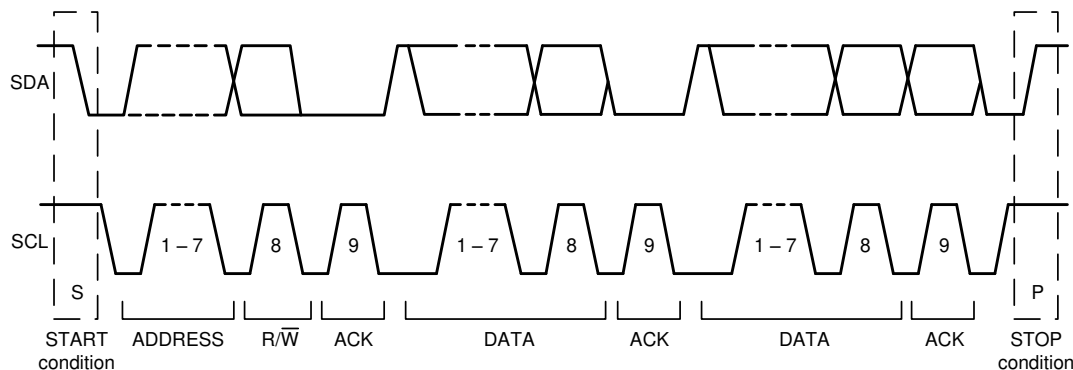 SDA
SCL
1 – 7
8
9
1 – 7
8
9
1 – 7
8
9
S
P
START
condition
ADDRESS
R/W̅
ACK
DATA
ACK
DATA
ACK
STOP
condition